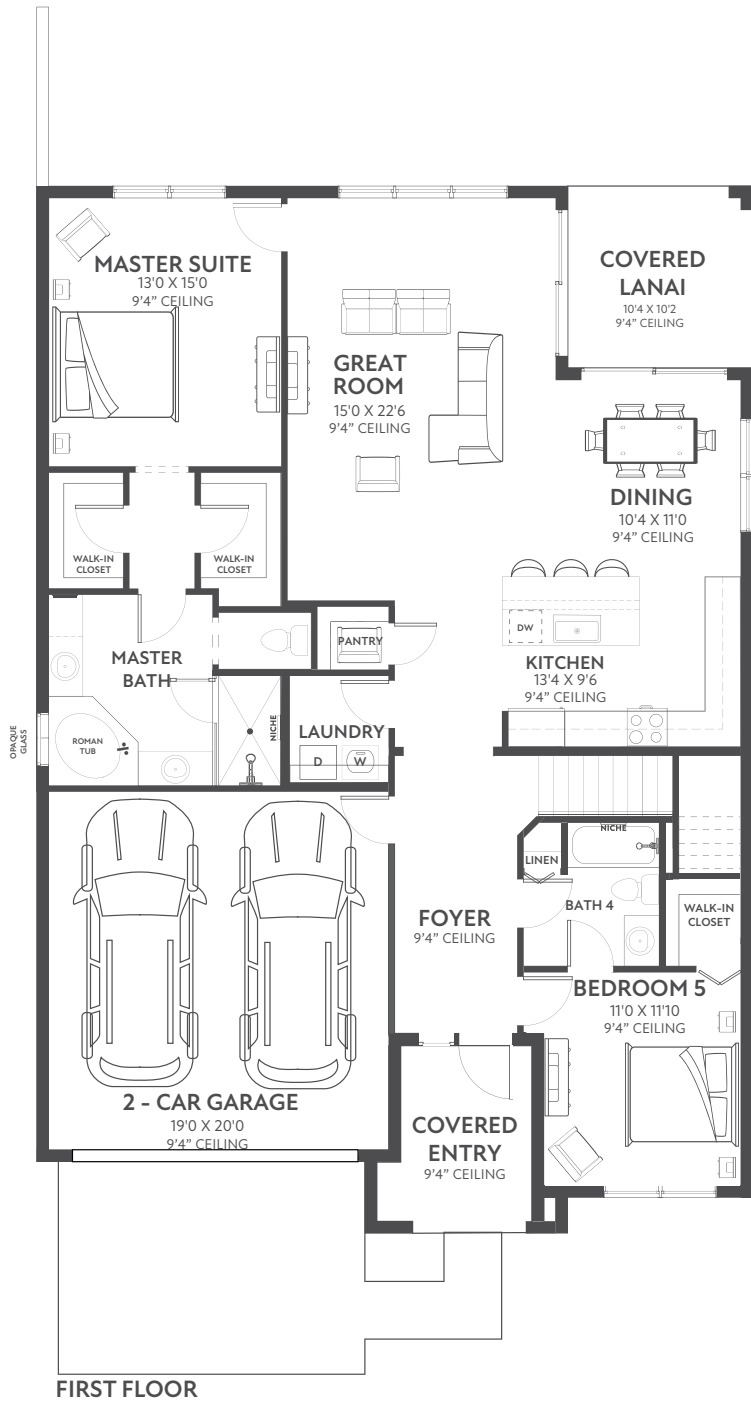 MASTER SUITE
13'0 X 15'0
9'4” CEILING
COVERED
LANAI
10'4 X 10'2
9'4” CEILING
GREAT
ROOM
15'0 X 22'6
9'4” CEILING
DINING
10'4 X 11'0
9'4” CEILING
WALK-IN
CLOSET
WALK-IN
CLOSET
DW
PANTRY
KITCHEN
13'4 X 9'6
9'4” CEILING
MASTER
BATH
OPAQUE
GLASS
ROMAN
TUB
NICHE
LAUNDRY
D
W
NICHE
LINEN
BATH 4
WALK-IN
CLOSET
FOYER
9'4” CEILING
BEDROOM 5
11'0 X 11'10
9'4” CEILING
2 - CAR GARAGE
19'0 X 20'0
9'4” CEILING
COVERED
ENTRY
9'4” CEILING
FIRST FLOOR